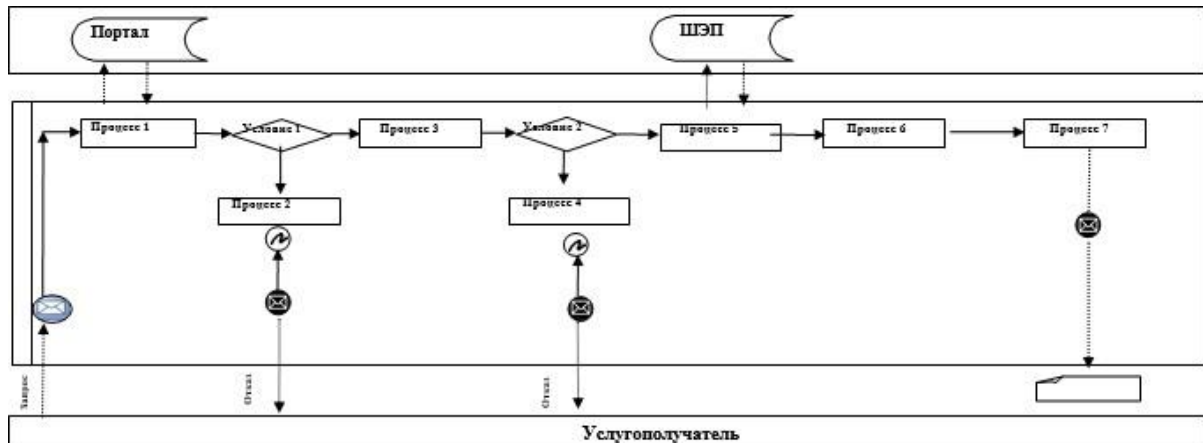 Портал
ШЭП
Процесс 1
Условие 1
Процесс 3
Условие 2
Процесс 5
Процесс 6
Процесс 7
Процесс 2
Процесс 4
Запрос
Отказ
Отказ
Услугополучатель